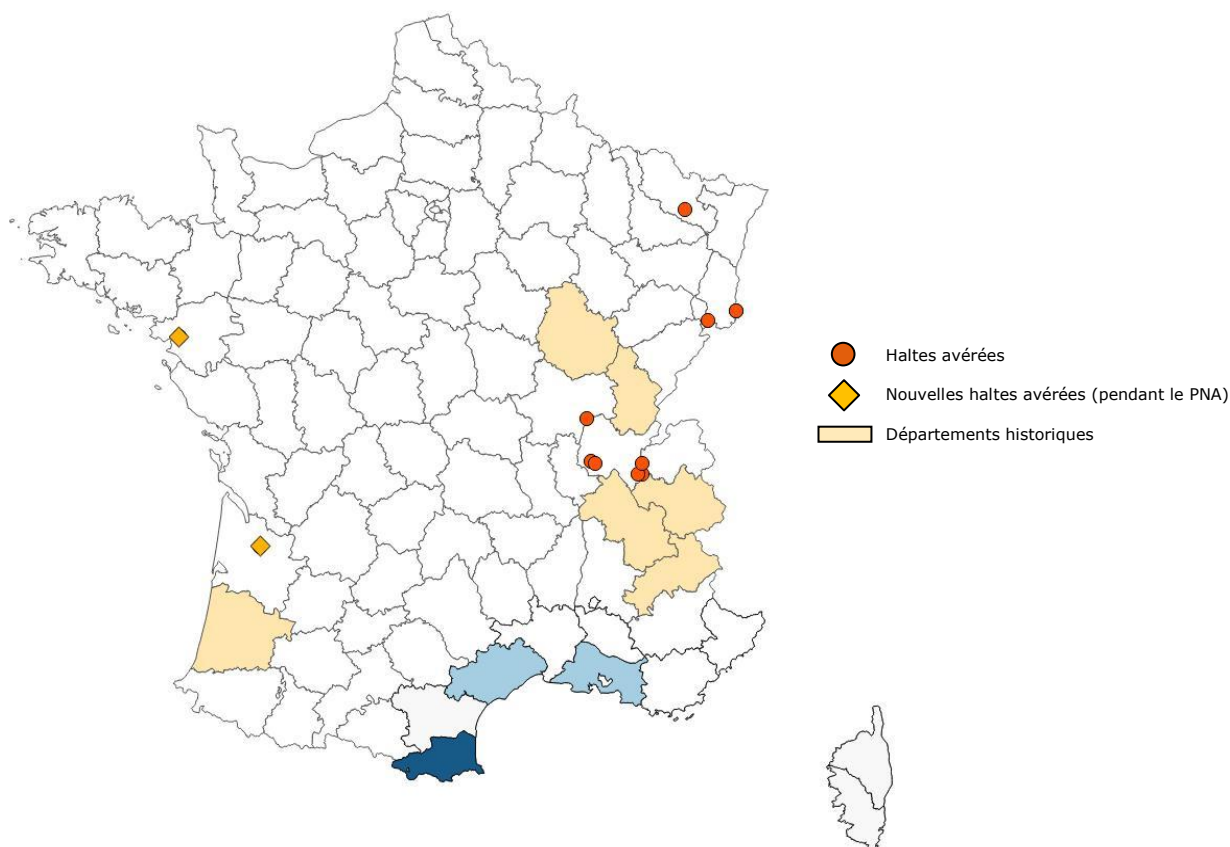 Haltes avérées
Nouvelles haltes avérées (pendant le PNA)
Départements historiques